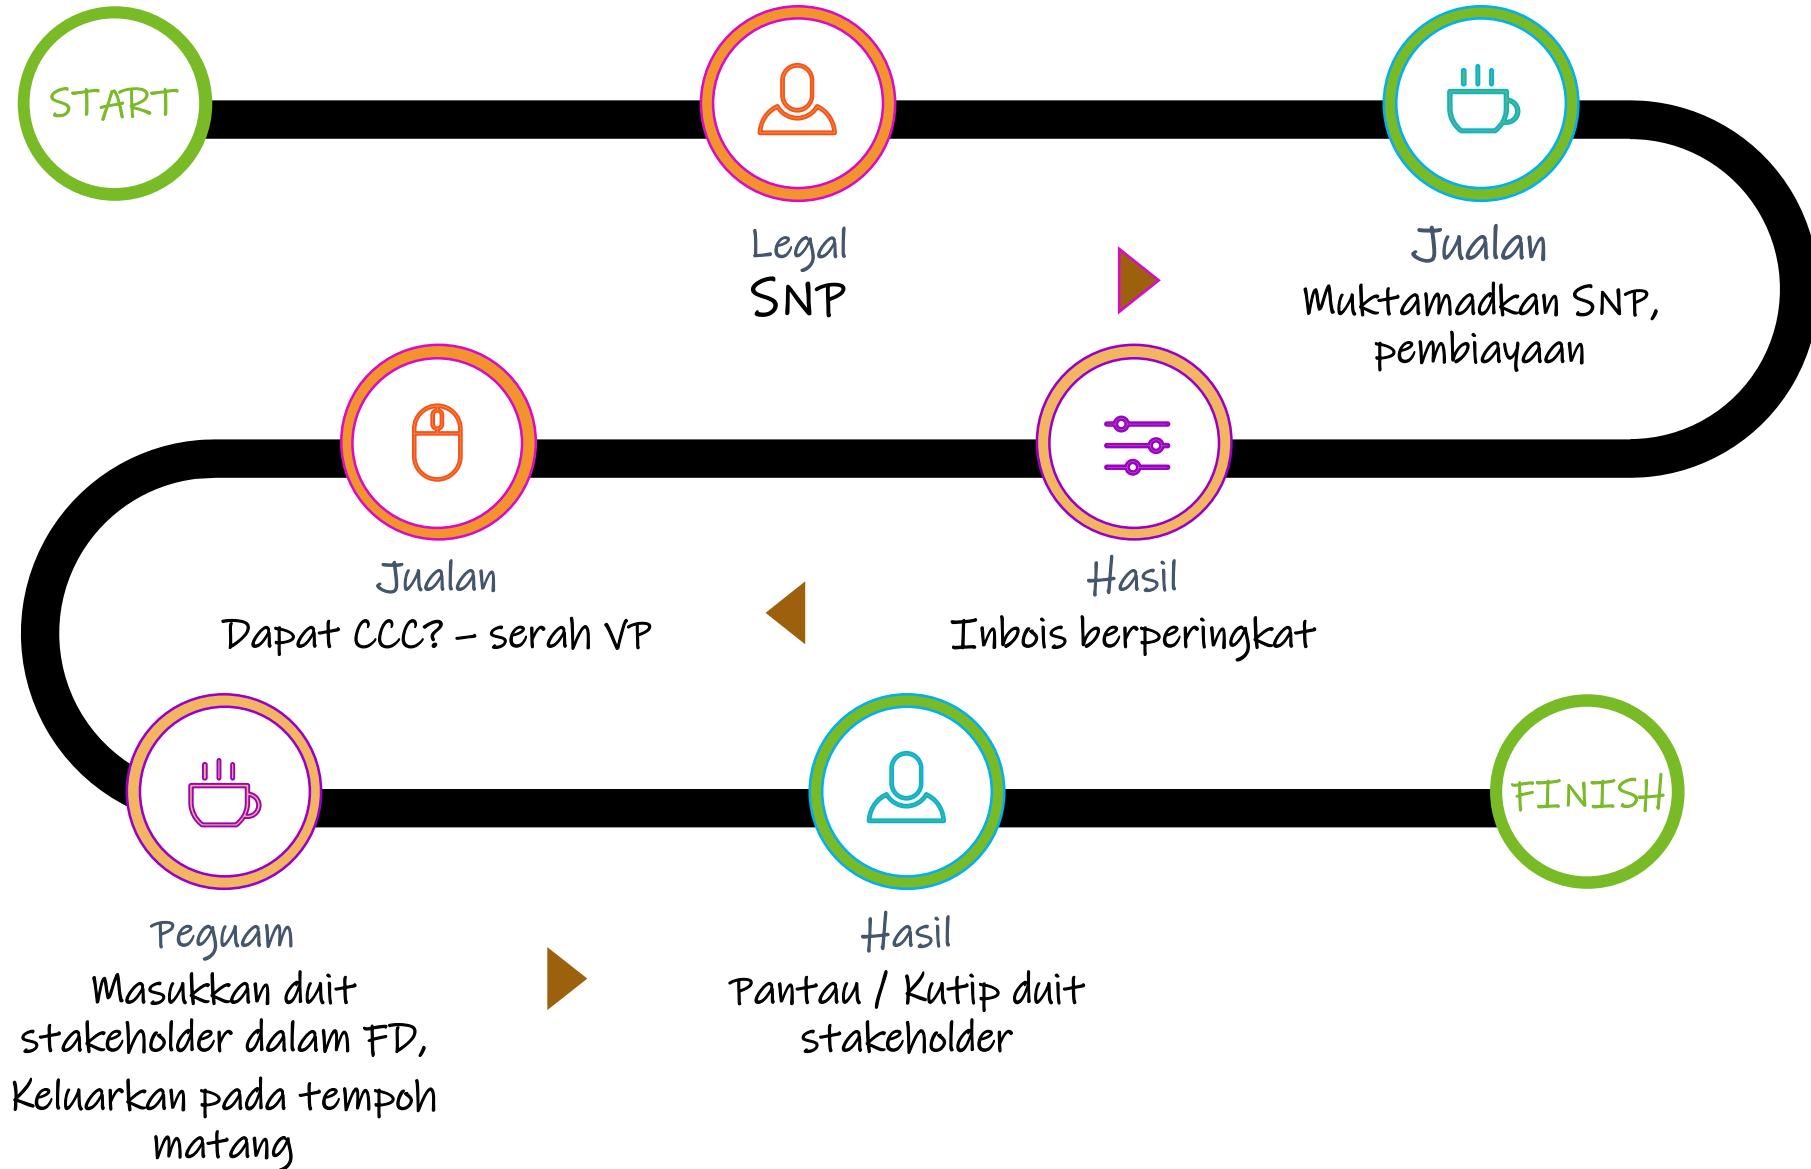 START
Legal
SNP
Jualan
Muktamadkan SNP,
pembiayaan
Hasil
Inbois berperingkat
Jualan
Dapat CCC? – serah VP
Peguam
Masukkan duit
stakeholder dalam FD,
Keluarkan pada tempoh
matang
Hasil
Pantau / Kutip duit
stakeholder
FINISH